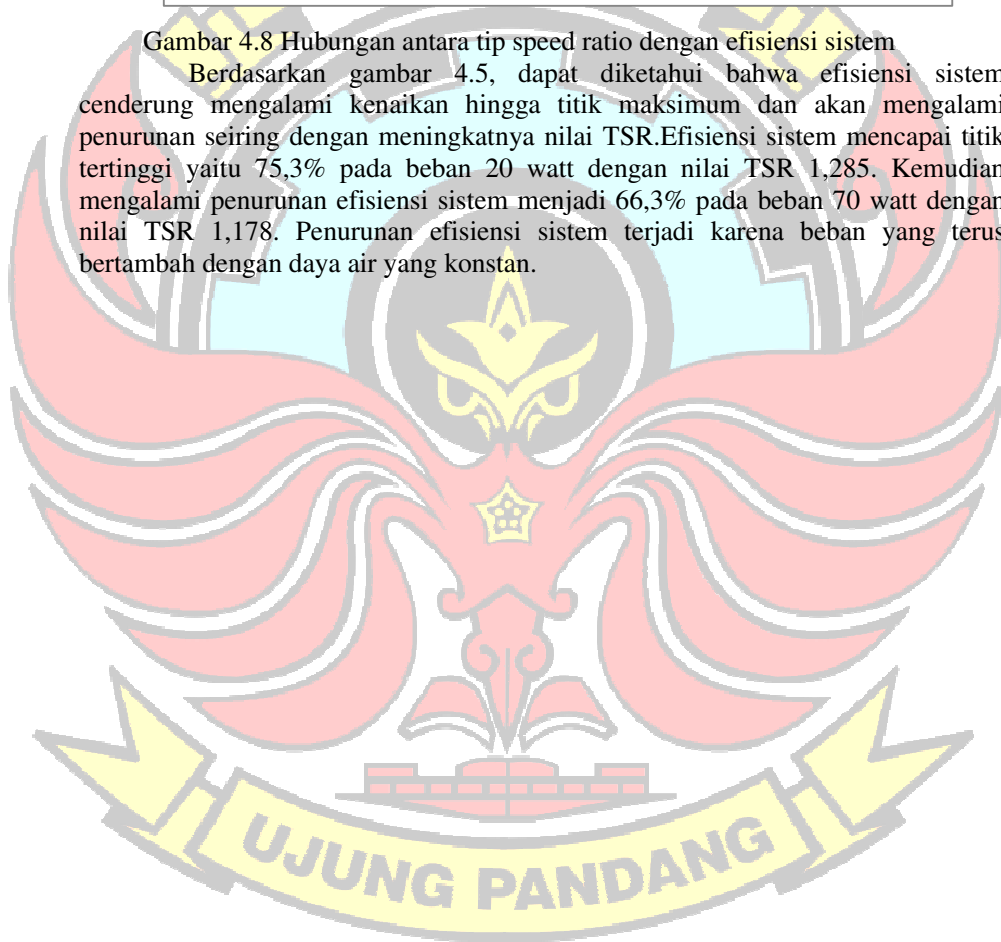 Gambar 4.8 Hubungan antara tip speed ratio dengan efisiensi sistem
Berdasarkan gambar 4.5, dapat diketahui bahwa efisiensi sistem
cenderung mengalami kenaikan hingga titik maksimum dan akan mengalami
penurunan seiring dengan meningkatnya nilai TSR.Efisiensi sistem mencapai titik
tertinggi yaitu 75,3% pada beban 20 watt dengan nilai TSR 1,285. Kemudian
mengalami penurunan efisiensi sistem menjadi 66,3% pada beban 70 watt dengan
nilai TSR 1,178. Penurunan efisiensi sistem terjadi karena beban yang terus
bertambah dengan daya air yang konstan.
UJUNG PANDANG